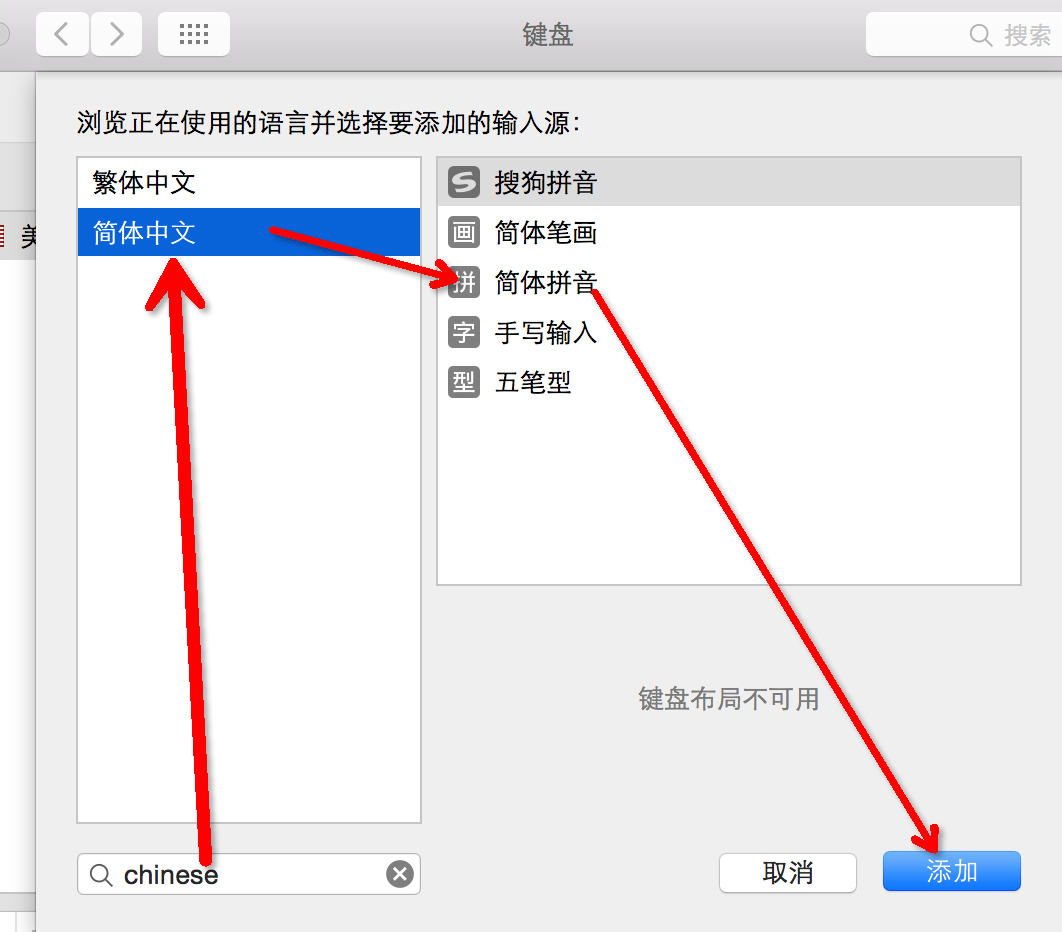 键盘
搜索
浏览正在使用的语言并选择要添加的输入源：
繁体中文
简体中文
美
搜狗拼音
画 简体笔画
拼 简体拼音
字 手写输入
型 五笔型
键盘布局不可用
chinese
取消
添加